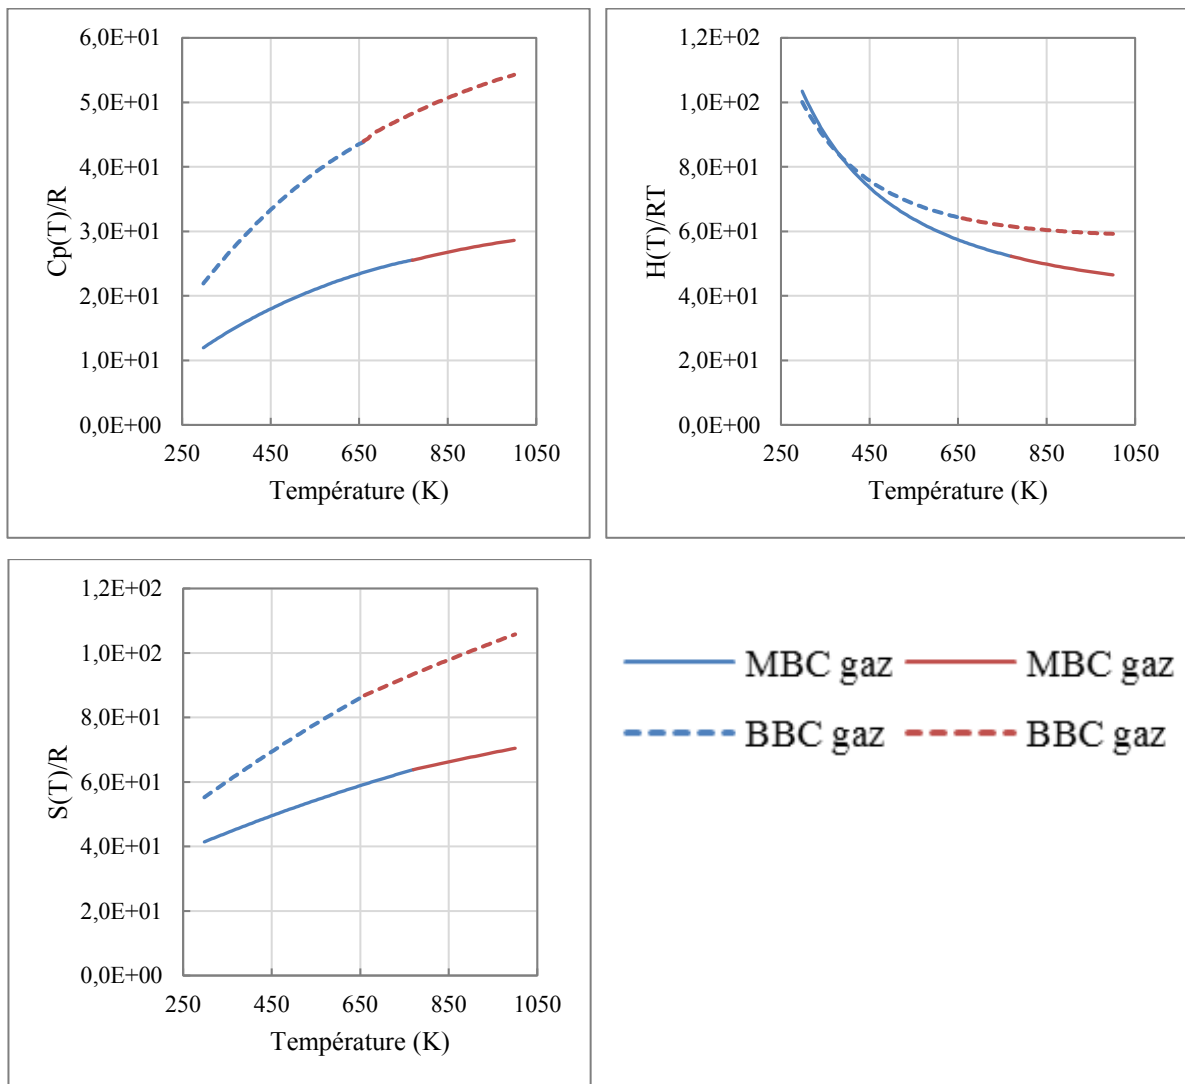 6,0E+01
5,0E+01
4,0E+01
3,0E+01
2,0E+01
1,0E+01
0,0E+00
Cp(T)/R
250 450 650 850 1050
Température (K)
1,2E+02
1,0E+02
8,0E+01
6,0E+01
4,0E+01
2,0E+01
0,0E+00
H(T)/RT
250 450 650 850 1050
Température (K)
1,2E+02
1,0E+02
8,0E+01
6,0E+01
4,0E+01
2,0E+01
0,0E+00
S(T)/R
250 450 650 850 1050
Température (K)
MBC gaz MBC gaz
BBC gaz BBC gaz